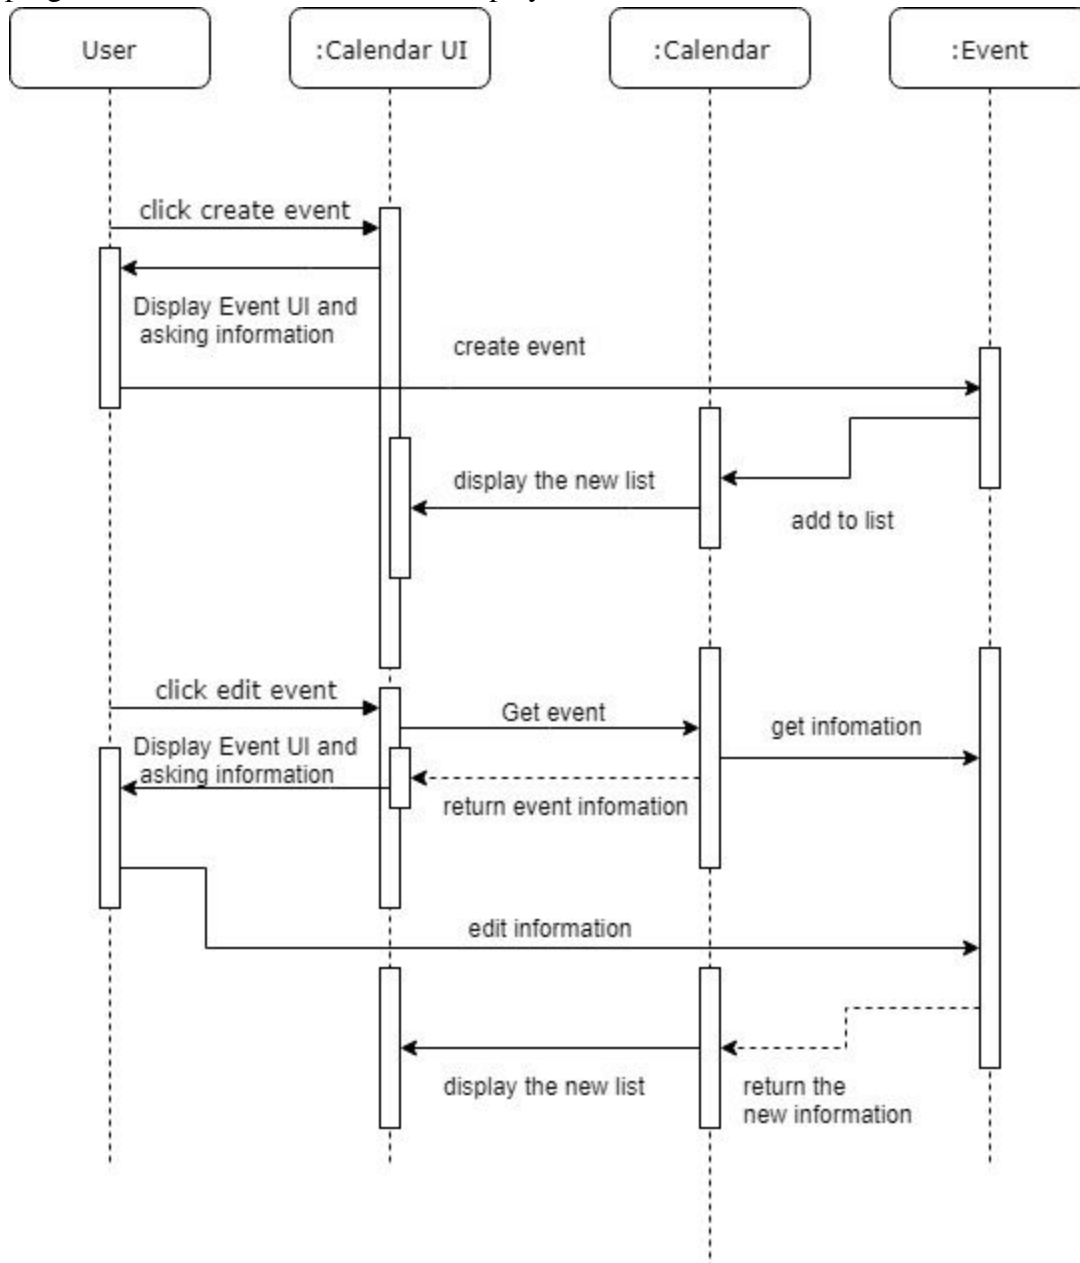 User
:Calendar UI
:Calendar
:Event
click create event
Display Event UI and
asking information
create event
display the new list
add to list
click edit event
Get event
get infomation
Display Event UI and
asking information
return event infomation
edit information
display the new list
return the
new information